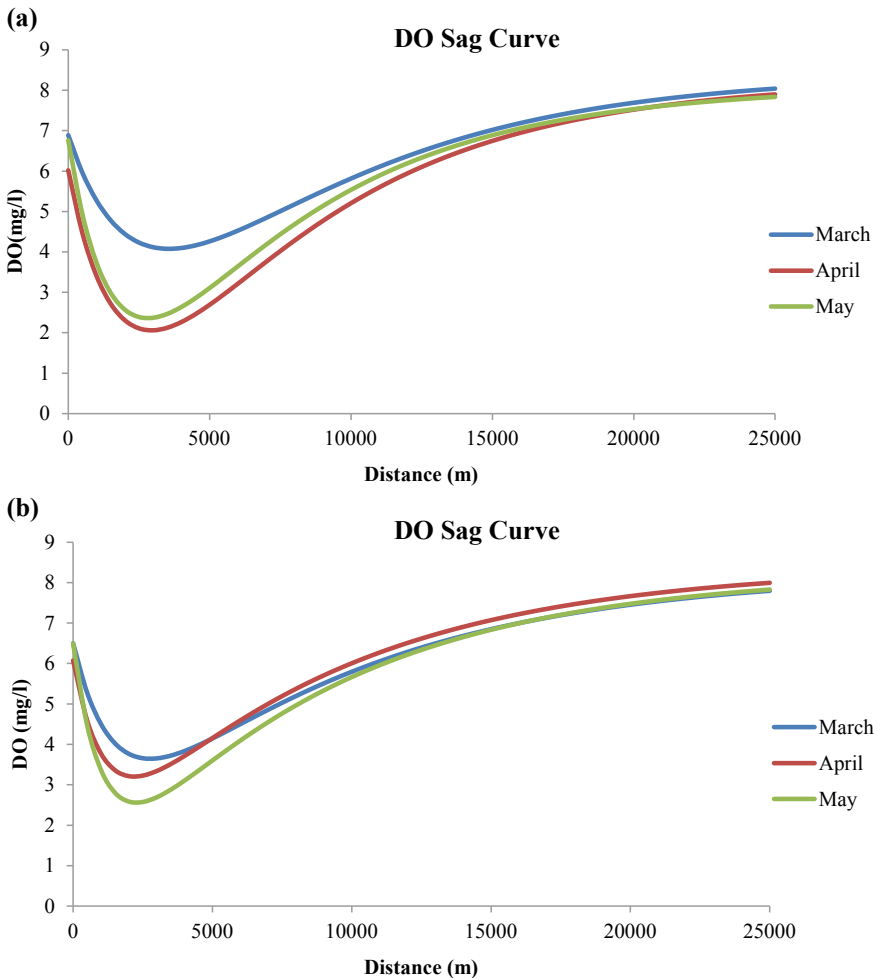 (a)
DO Sag Curve
9
8
7
6
5
4
3
2
1
0
DO(mg/l)
0 5000 10000 15000 20000 25000
Distance (m)
March
April
May
(b)
DO Sag Curve
9
8
7
6
5
4
3
2
1
0
DO (mg/l)
0 5000 10000 15000 20000 25000
Distance (m)
March
April
May